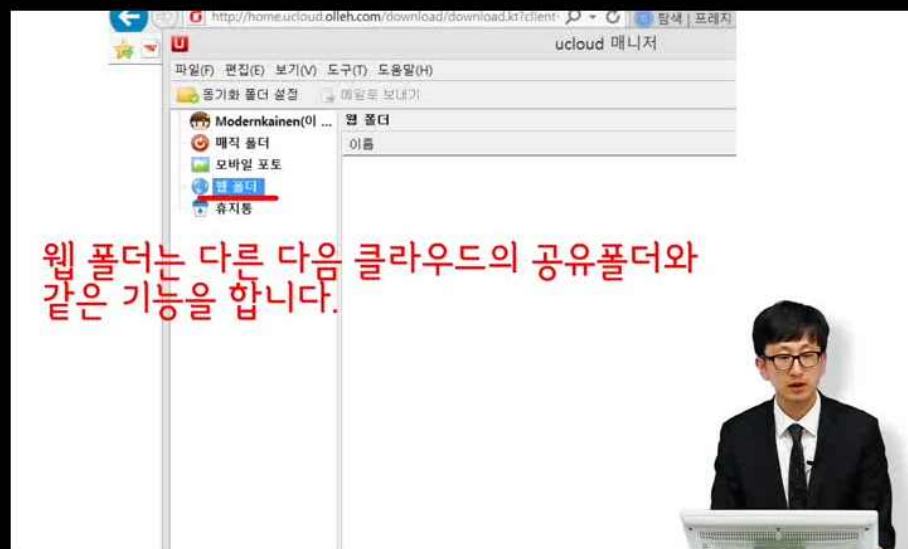 http://home.ucloud.olleh.com/download/download.kt?client-
탐색 | 프레지
ucloud 매니저
파일(F) 편집(E) 보기(V) 도구(T) 도움말(H)
동기화 폴더 설정 메일로 보내기
Modernkainen(이 ...
웹 폴더
매직 폴더
이름
모바일 포토
웹 폴더
휴지통
웹 폴더는 다른 다음 클라우드의 공유폴더와
같은 기능을 합니다.